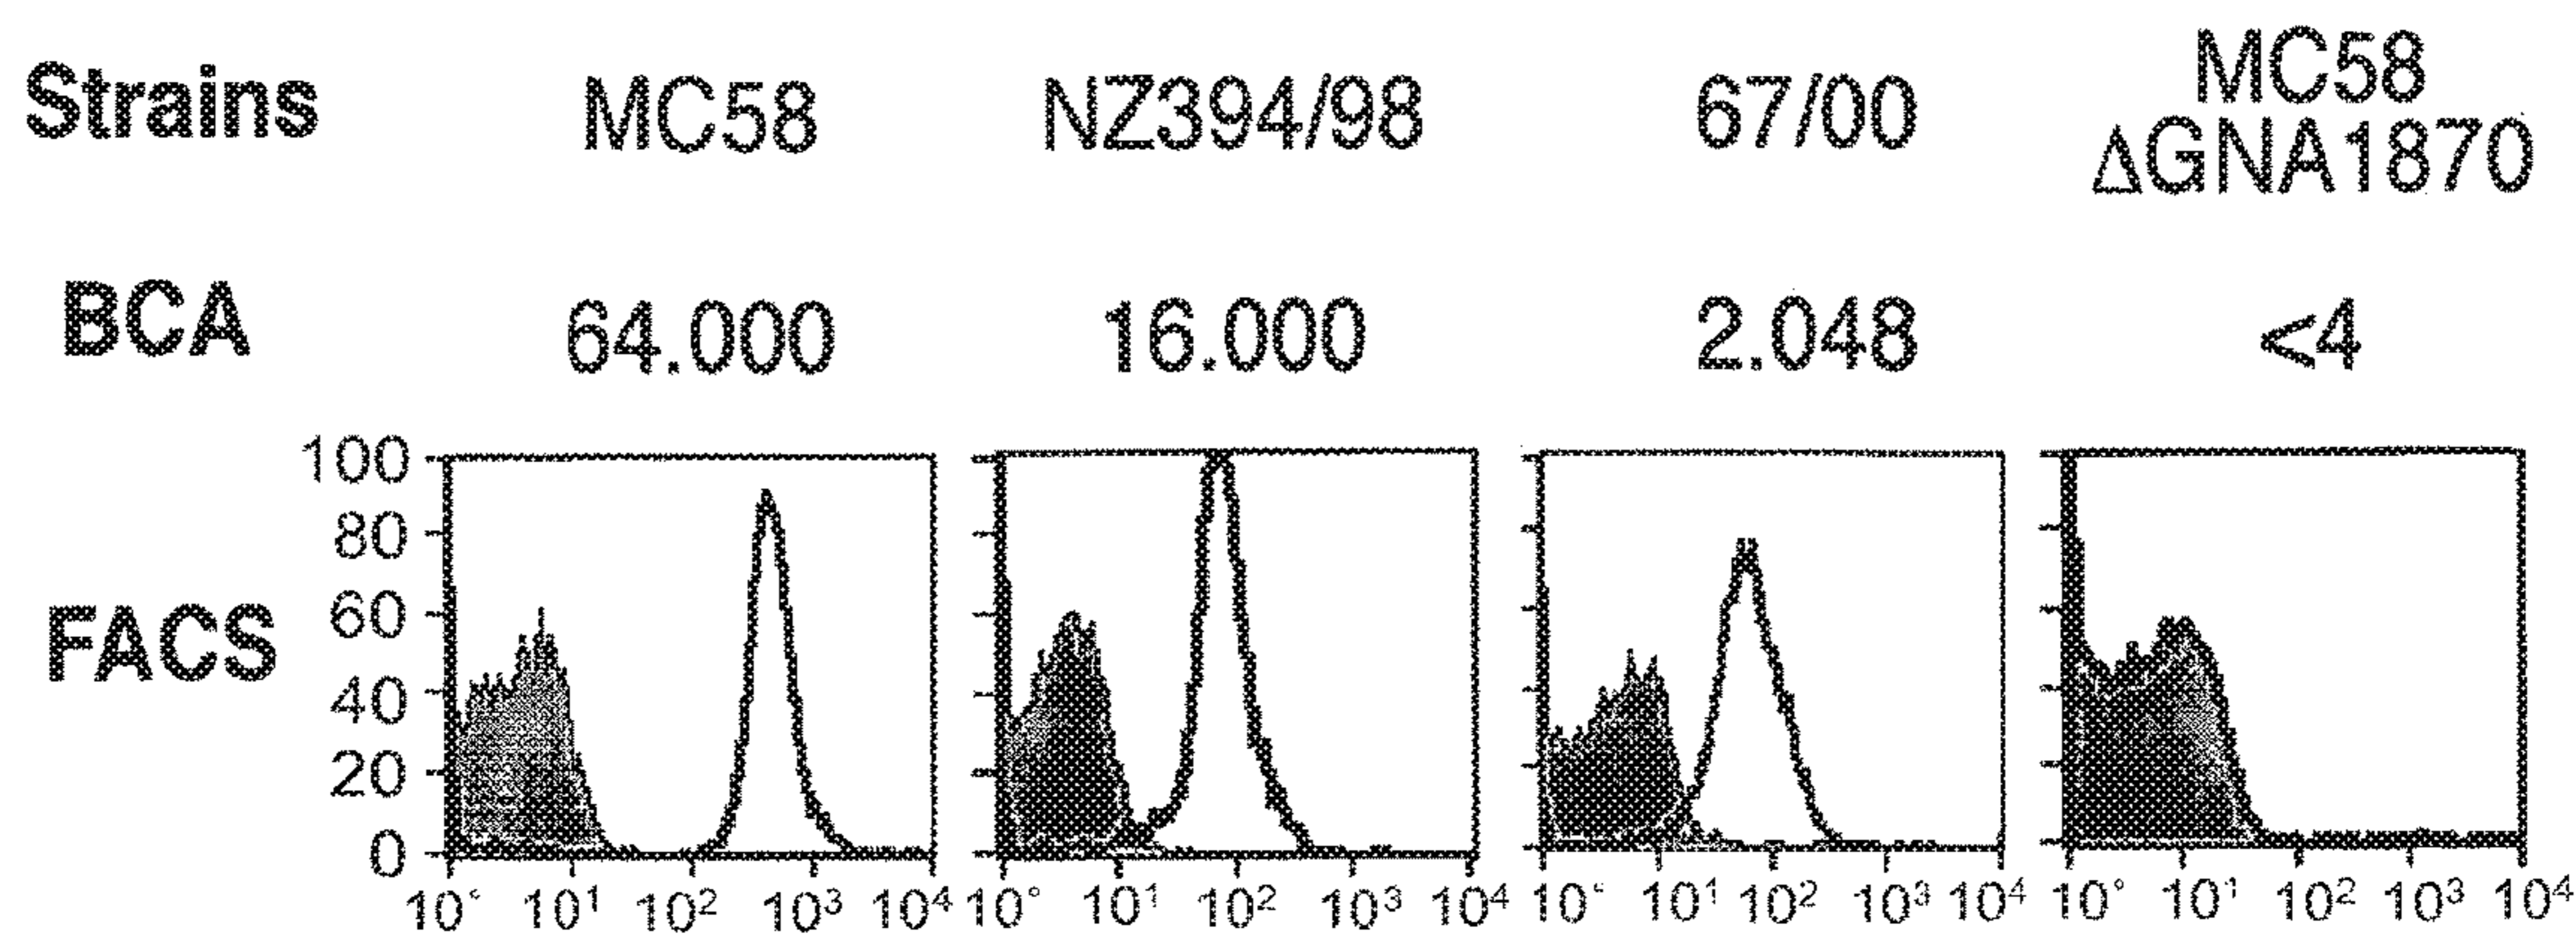 Strains MC58 NZ394/98 67/00 MC58
ΔGNA1870
BCA 64.000 16.000 2.048 <4
FACS
100
80
60
40
20
0
10° 10¹ 10² 10³ 10⁴ 10° 10¹ 10² 10³ 10⁴ 10° 10¹ 10² 10³ 10⁴ 10° 10¹ 10² 10³ 10⁴